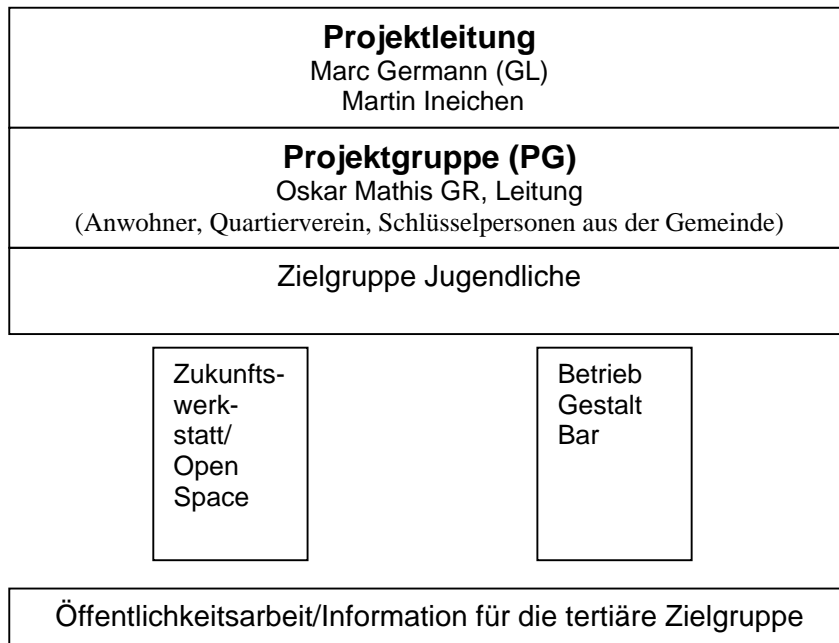 Projektleitung
Marc Germann (GL)
Martin Ineichen
Projektgruppe (PG)
Oskar Mathis GR, Leitung
(Anwohner, Quartierverein, Schlüsselpersonen aus der Gemeinde)
Zielgruppe Jugendliche
Zukunfts-
werk-
statt/
Open
Space
Betrieb
Gestalt
Bar
Öffentlichkeitsarbeit/Information für die tertiäre Zielgruppe